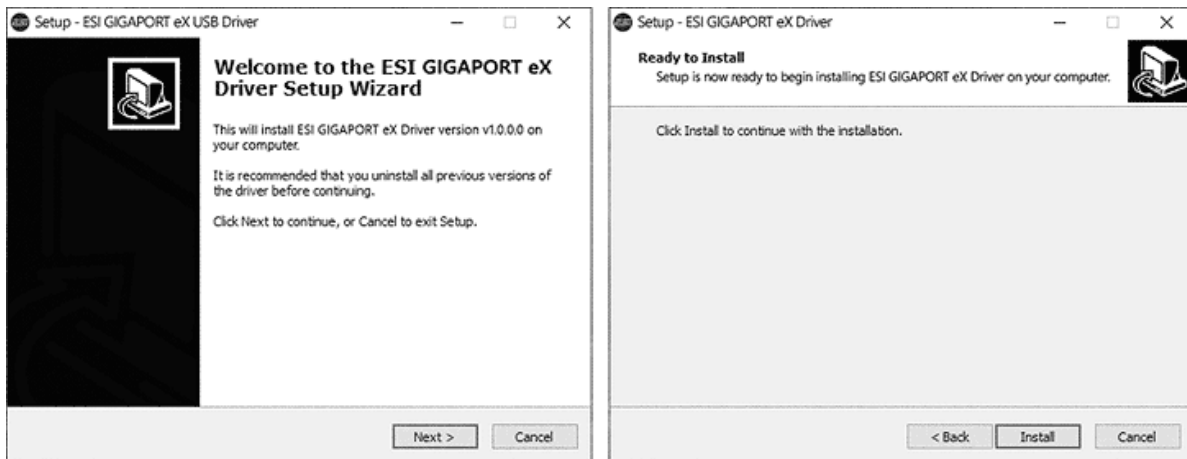 Setup - ESI GIGAPORT eX USB Driver
Welcome to the ESI GIGAPORT eX
Driver Setup Wizard
This will install ESI GIGAPORT eX Driver version v1.0.0.0 on
your computer.
It is recommended that you uninstall all previous versions of
the driver before continuing.
Click Next to continue, or Cancel to exit Setup.
Next >
Cancel
Setup - ESI GIGAPORT eX Driver
Ready to Install
Setup is now ready to begin installing ESI GIGAPORT eX Driver on your computer.
Click Install to continue with the installation.
< Back
Install
Cancel